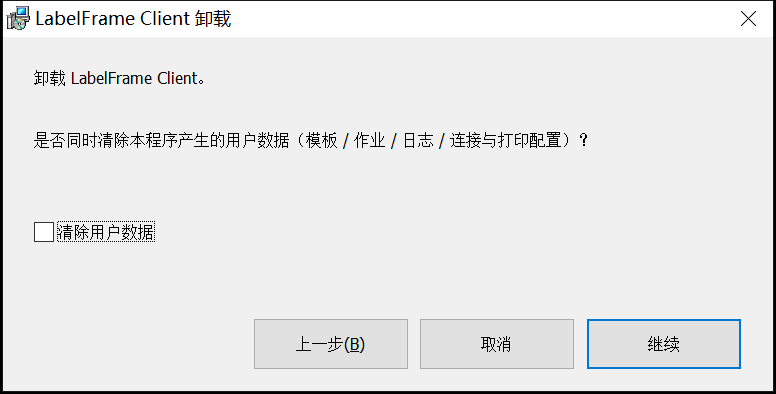 LabelFrame Client 卸载
卸载 LabelFrame Client。
是否同时清除本程序产生的用户数据（模板 / 作业 / 日志 / 连接与打印配置）？
清除用户数据
上一步(B)
取消
继续